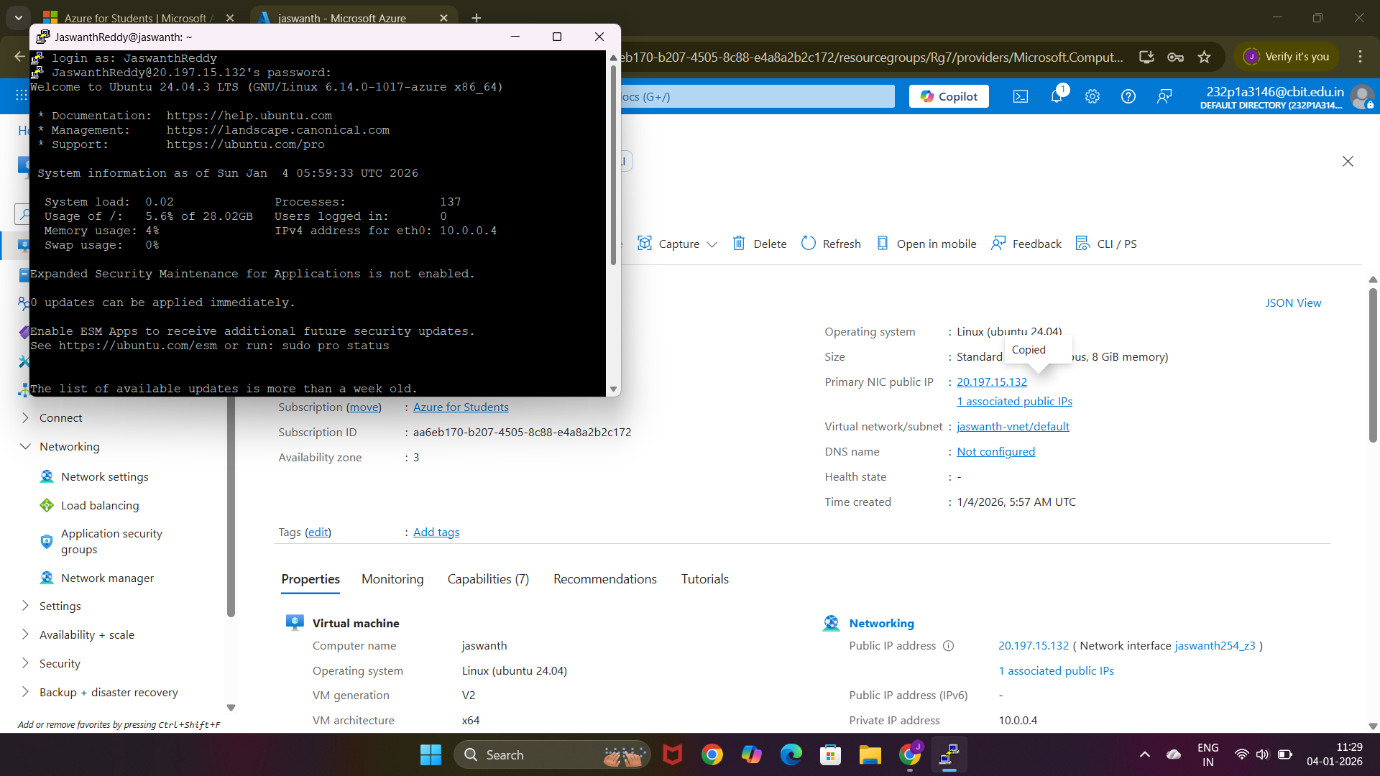 Azure for Students | Microsoft A
jaswanth - Microsoft Azure
JaswanthReddy@jaswanth: ~
eb170-b207-4505-8c88-e4a8a2b2c172/resourcegroups/Rg7/providers/Microsoft.Comput...
Verify it's you
login as: JaswanthReddy
JaswanthReddy@20.197.15.132's password:
Welcome to Ubuntu 24.04.3 LTS (GNU/Linux 6.14.0-1017-azure x86_64)
* Documentation: https://help.ubuntu.com
* Management: https://landscape.canonical.com
* Support: https://ubuntu.com/pro
System information as of Sun Jan 4 05:59:33 UTC 2026
System load: 0.02 Processes: 137
Usage of /: 5.6% of 28.02GB Users logged in: 0
Memory usage: 4% IPv4 address for eth0: 10.0.0.4
Swap usage: 0%
Expanded Security Maintenance for Applications is not enabled.
0 updates can be applied immediately.
Enable ESM Apps to receive additional future security updates.
See https://ubuntu.com/esm or run: sudo pro status
The list of available updates is more than a week old.
ocs (G+/)
Copilot
1
232p1a3146@cbit.edu.in
DEFAULT DIRECTORY (232P1A314...
Capture
Delete
Refresh
Open in mobile
Feedback
CLI / PS
JSON View
Operating system : Linux (ubuntu 24.04)
Copied
Size : Standard ous, 8 GiB memory)
Primary NIC public IP : 20.197.15.132
1 associated public IPs
Virtual network/subnet : jaswanth-vnet/default
DNS name : Not configured
Health state : -
Time created : 1/4/2026, 5:57 AM UTC
Subscription (move) : Azure for Students
Subscription ID : aa6eb170-b207-4505-8c88-e4a8a2b2c172
Availability zone : 3
Tags (edit) : Add tags
Connect
Networking
Network settings
Load balancing
Application security
groups
Network manager
Settings
Availability + scale
Security
Backup + disaster recovery
Add or remove favorites by pressing Ctrl+Shift+F
Properties
Monitoring
Capabilities (7)
Recommendations
Tutorials
Virtual machine
Computer name jaswanth
Operating system Linux (ubuntu 24.04)
VM generation V2
VM architecture x64
Networking
Public IP address 20.197.15.132 ( Network interface jaswanth254_z3 )
1 associated public IPs
Public IP address (IPv6) -
Private IP address 10.0.0.4
Search
ENG
IN
11:29
04-01-2026